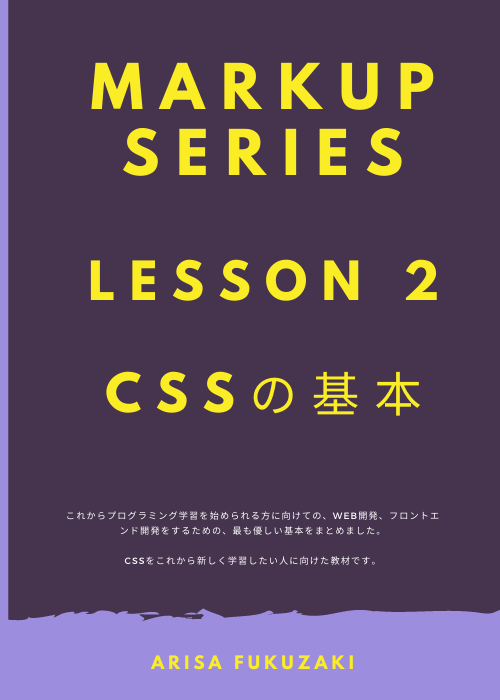 MARKUP
SERIES
LESSON 2
CSSの基本
これからプログラミング学習を始められる方に向けての、WEB開発、フロントエ
ンド開発をするための、最も優しい基本をまとめました。
CSSをこれから新しく学習したい人に向けた教材です。
ARISA FUKUZAKI